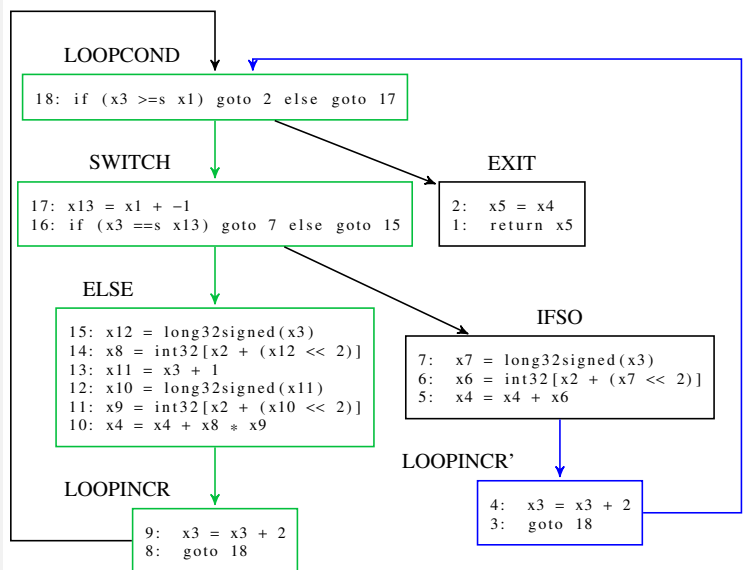 LOOPCOND
18: if (x3 >=s x1) goto 2 else goto 17
SWITCH
17: x13 = x1 + -1
16: if (x3 ==s x13) goto 7 else goto 15
EXIT
2: x5 = x4
1: return x5
ELSE
15: x12 = long32signed(x3)
14: x8 = int32[x2 + (x12 << 2)]
13: x11 = x3 + 1
12: x10 = long32signed(x11)
11: x9 = int32[x2 + (x10 << 2)]
10: x4 = x4 + x8 * x9
IFSO
7: x7 = long32signed(x3)
6: x6 = int32[x2 + (x7 << 2)]
5: x4 = x4 + x6
LOOPINCR
9: x3 = x3 + 2
8: goto 18
LOOPINCR'
4: x3 = x3 + 2
3: goto 18